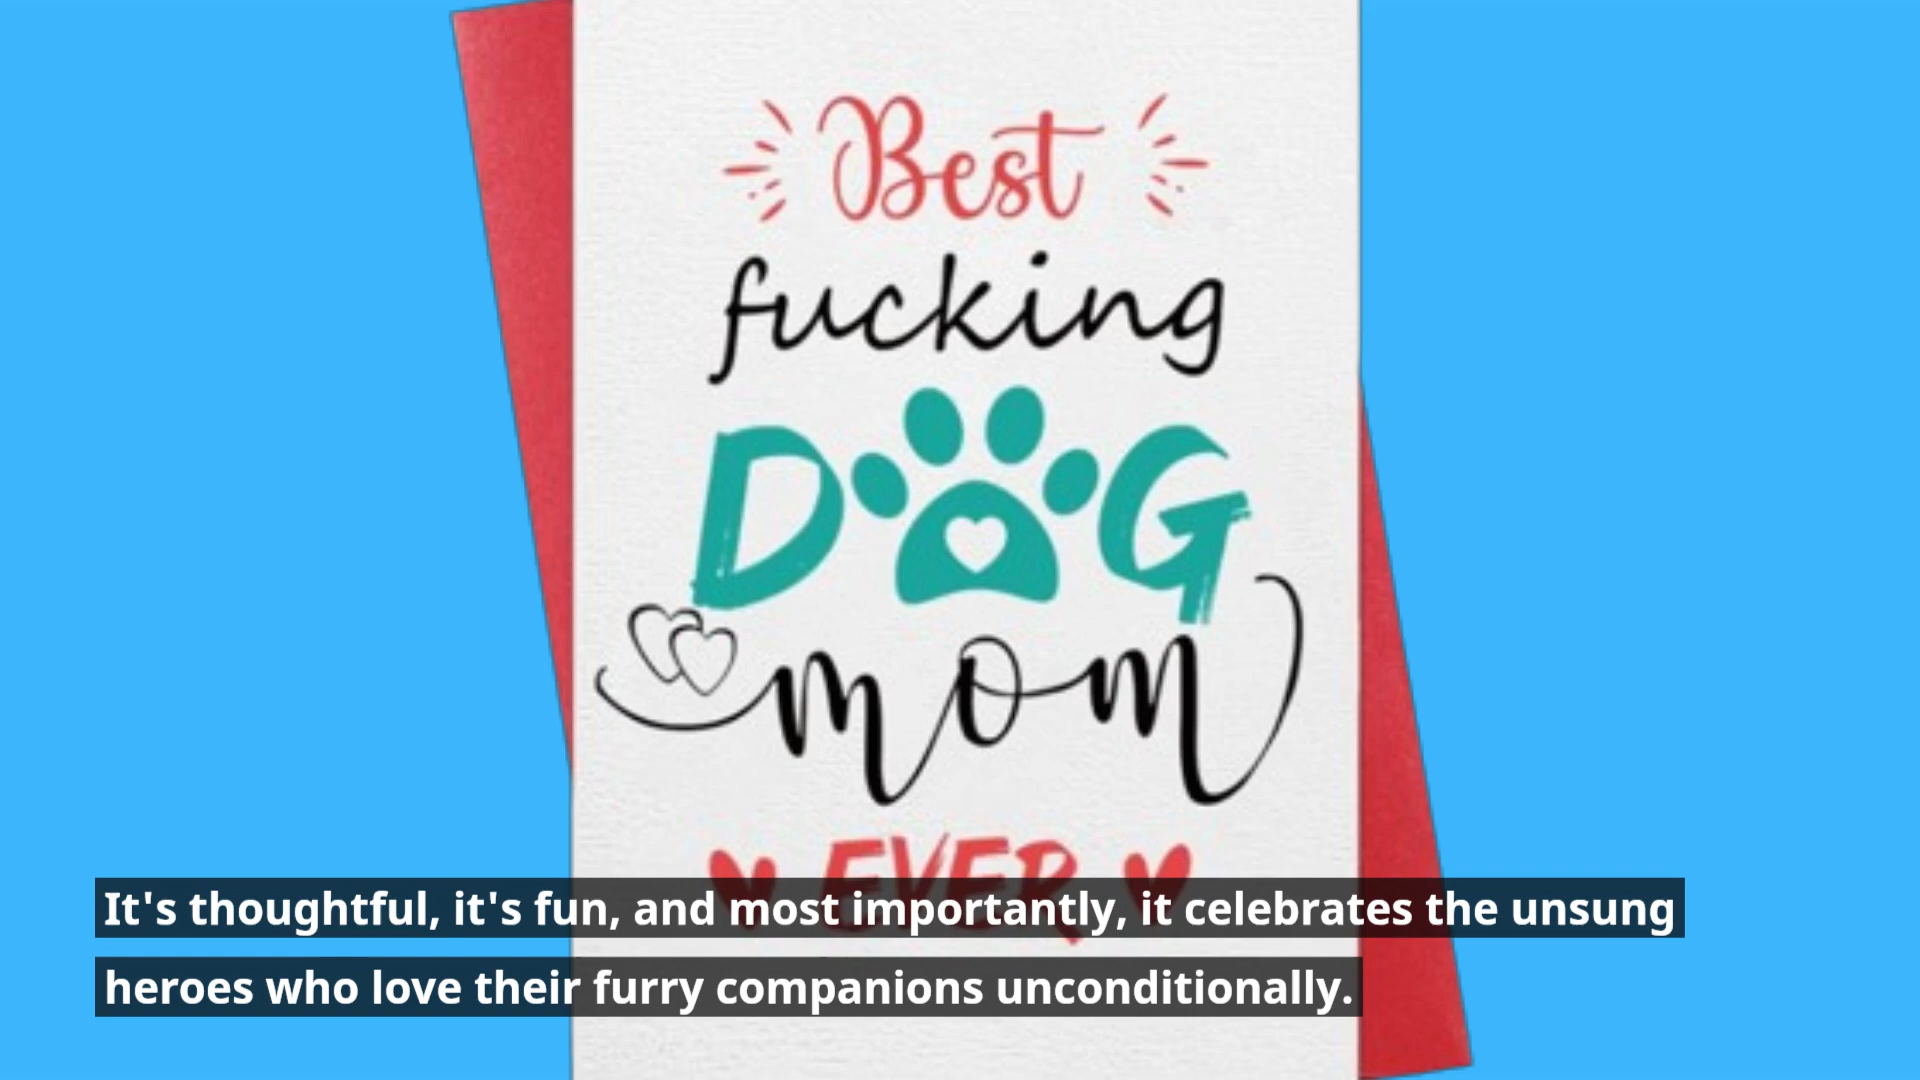 Best
fucking
DOG
mom
EVER
It's thoughtful, it's fun, and most importantly, it celebrates the unsung
heroes who love their furry companions unconditionally.